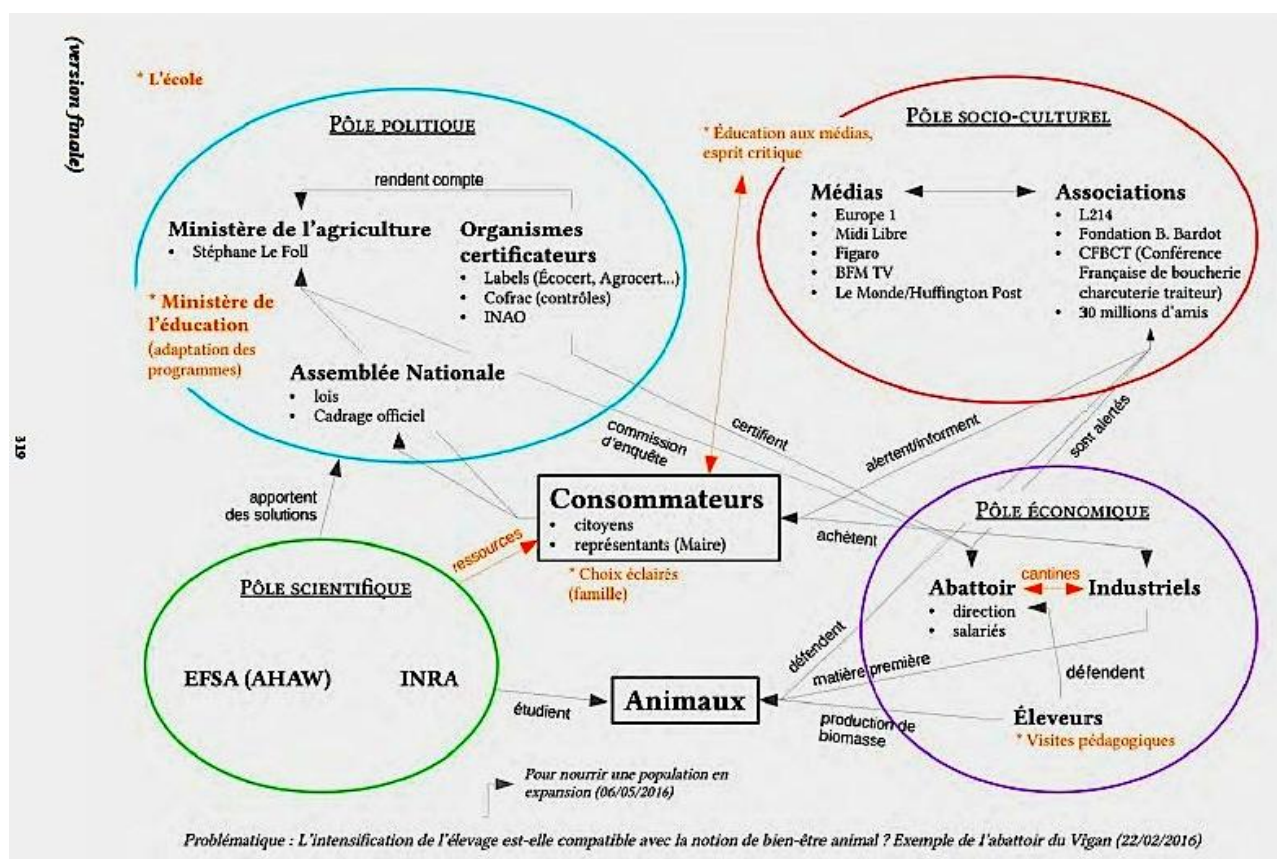 (version finale)
* L'école
PÔLE POLITIQUE
rendent compte
Ministère de l'agriculture
• Stéphane Le Foll
Organismes
certificateurs
• Labels (Écocert, Agrocert...)
• Cofrac (contrôles)
• INAO
* Ministère de
l'éducation
(adaptation des
programmes)
Assemblée Nationale
• lois
• Cadrage officiel
* Éducation aux médias,
esprit critique
PÔLE SOCIO-CULTUREL
Médias
• Europe 1
• Midi Libre
• Figaro
• BFM TV
• Le Monde/Huffington Post
Associations
• L214
• Fondation B. Bardot
• CFBCT (Conférence
Française de boucherie
charcuterie traiteur)
• 30 millions d'amis
319
commission
d'enquête
certifient
alertent/informent
sont alertés
apportent
des solutions
ressources
Consommateurs
• citoyens
• représentants (Maire)
* Choix éclairés
(famille)
achètent
PÔLE ÉCONOMIQUE
Abattoir
• direction
• salariés
cantines
Industriels
défendent
Éleveurs
* Visites pédagogiques
PÔLE SCIENTIfIQUE
EFSA (AHAW)
INRA
étudient
Animaux
défendent
matière première
production de
biomasse
Pour nourrir une population en
expansion (06/05/2016)
Problématique : L'intensification de l'élevage est-elle compatible avec la notion de bien-être animal ? Exemple de l'abattoir du Vigan (22/02/2016)